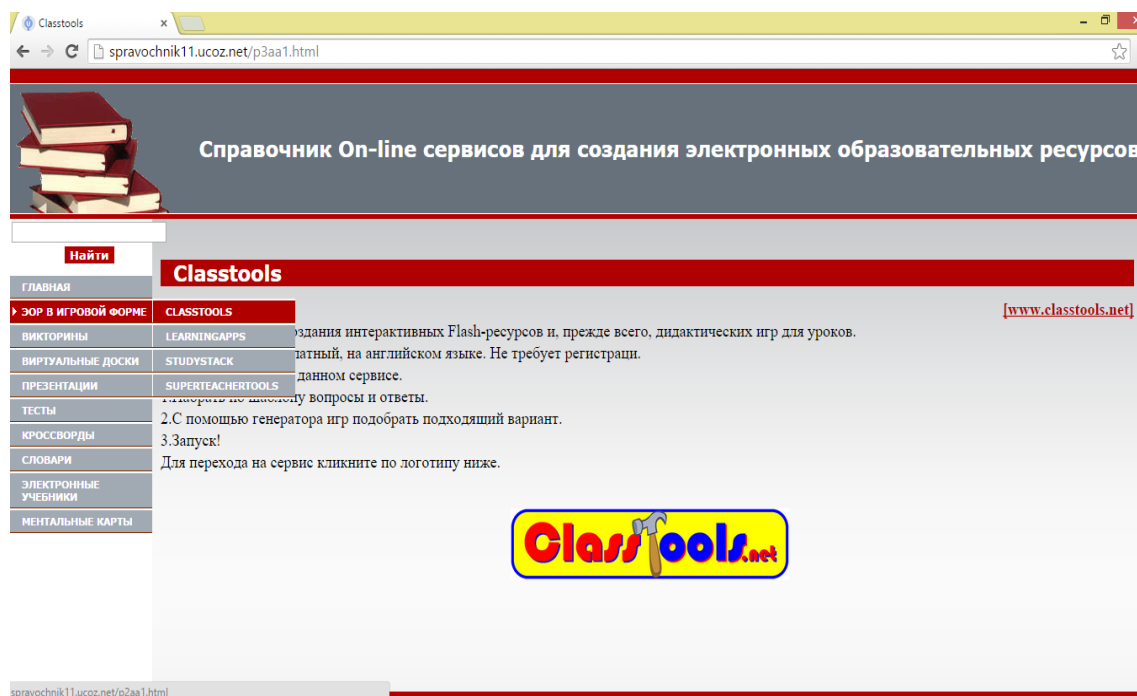 Classtools
spravochnik11.ucoz.net/p3aa1.html
Справочник On-line сервисов для создания электронных образовательных ресурсов
Найти
Classtools
ГЛАВНАЯ
ЭОР В ИГРОВОЙ ФОРМЕ
CLASSTOOLS
[www.classtools.net]
ВИКТОРИНЫ
LEARNINGAPPS
интерактивных Flash-ресурсов и, прежде всего, дидактических игр для уроков.
ВИРТУАЛЬНЫЕ ДОСКИ
STUDYSTACK
на английском языке. Не требует регистраци.
данном сервисе.
ПРЕЗЕНТАЦИИ
SUPERTEACHERTOOLS
вопросы и ответы.
ТЕСТЫ
2.С помощью генератора игр подобрать подходящий вариант.
КРОССВОРДЫ
3.Запуск!
СЛОВАРИ
Для перехода на сервис кликните по логотипу ниже.
ЭЛЕКТРОННЫЕ
УЧЕБНИКИ
МЕНТАЛЬНЫЕ КАРТЫ
ClassTools.net
spravochnik11.ucoz.net/p2aa1.html